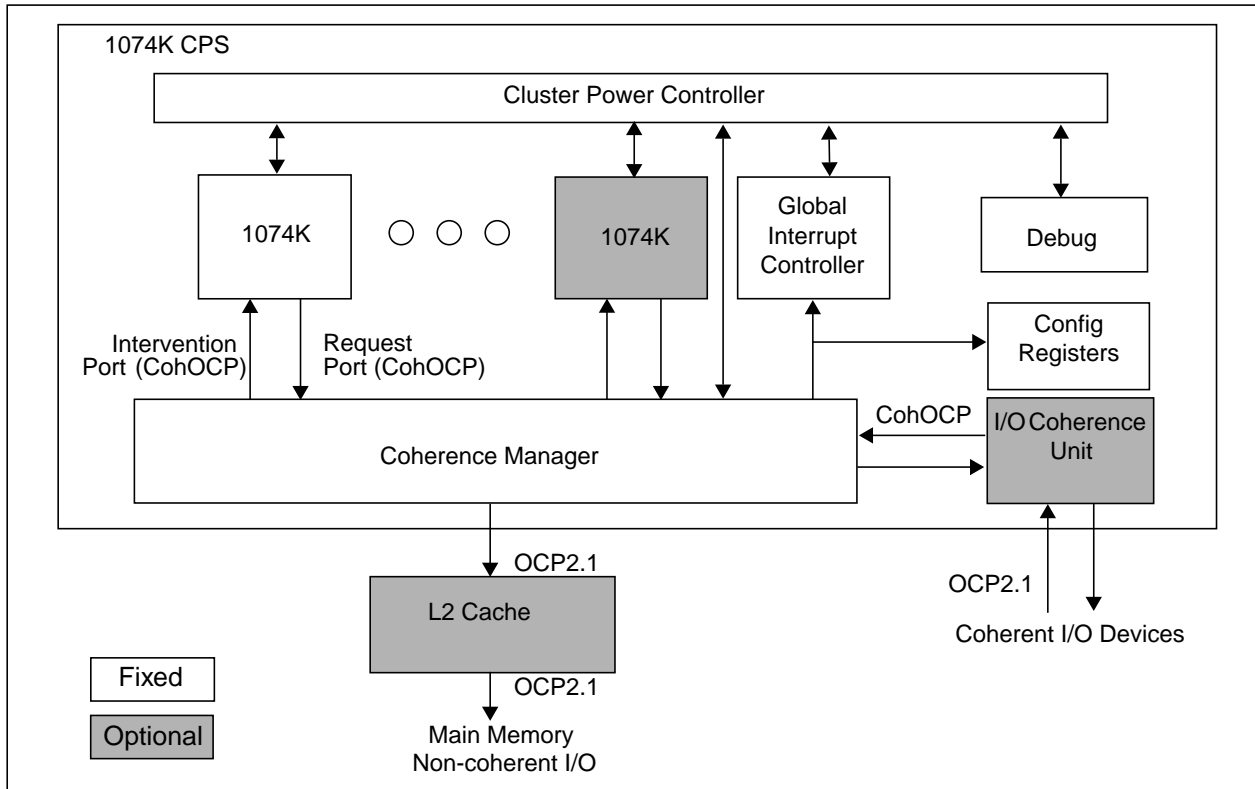 1074K CPS
Cluster Power Controller
1074K
1074K
Global
Interrupt
Controller
Debug
Intervention
Port (CohOCP)
Request
Port (CohOCP)
Config
Registers
Coherence Manager
CohOCP
I/O Coherence
Unit
OCP2.1
L2 Cache
OCP2.1
Main Memory
Non-coherent I/O
OCP2.1
Coherent I/O Devices
Fixed
Optional